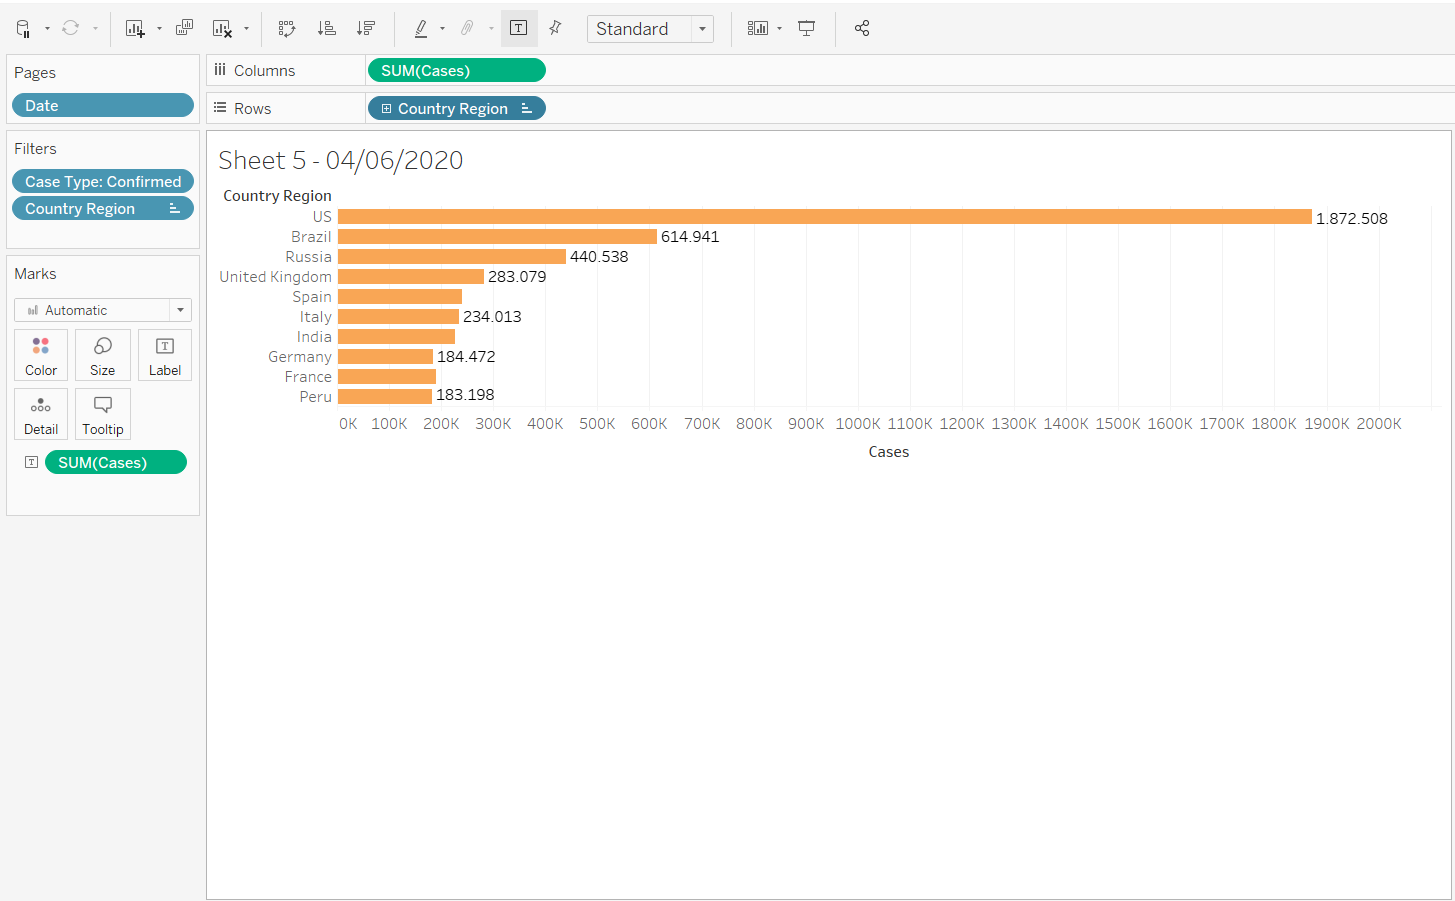 Standard
Pages
Date
Filters
Case Type: Confirmed
Country Region
Marks
Automatic
Color
Size
T
Label
Detail
Tooltip
T
SUM(Cases)
Columns
SUM(Cases)
Rows
Country Region
Sheet 5 - 04/06/2020
Country Region
US 1.872.508
Brazil 614.941
Russia 440.538
United Kingdom 283.079
Spain
Italy 234.013
India
Germany 184.472
France
Peru 183.198
0K 100K 200K 300K 400K 500K 600K 700K 800K 900K 1000K 1100K 1200K 1300K 1400K 1500K 1600K 1700K 1800K 1900K 2000K
Cases